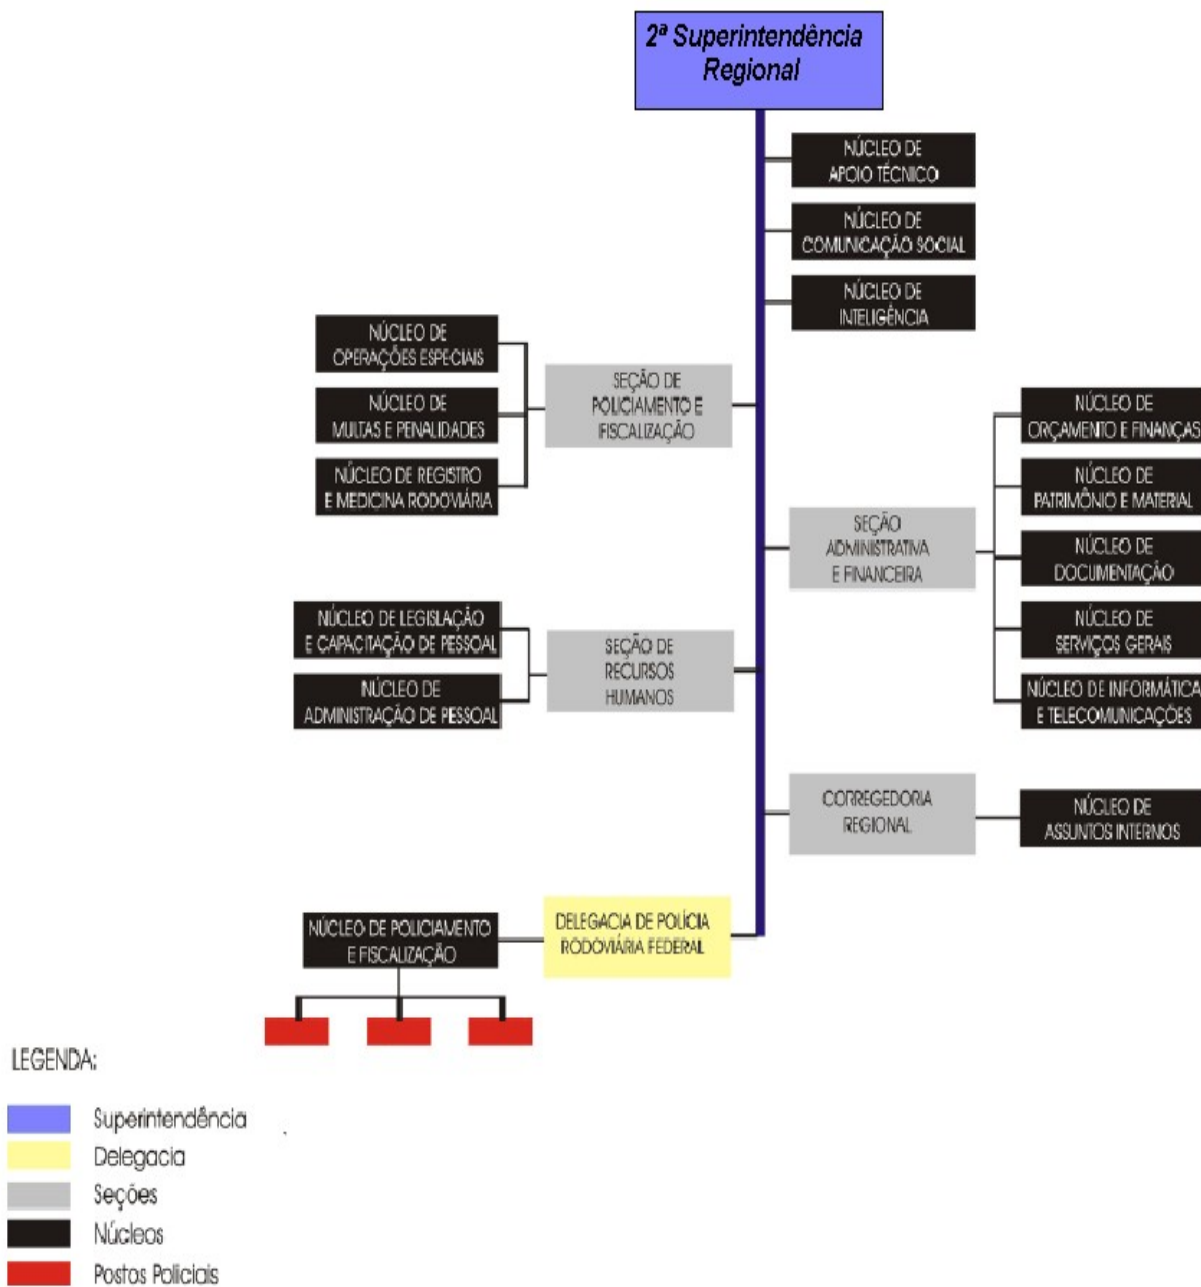 2ª Superintendência
Regional
NÚCLEO DE
APOIO TÉCNICO
NÚCLEO DE
COMUNICAÇÃO SOCIAL
NÚCLEO DE
INTELIGÊNCIA
NÚCLEO DE
OPERAÇÕES ESPECIAIS
NÚCLEO DE
MULTAS E PENALIDADES
NÚCLEO DE REGISTRO
E MEDICINA RODOVIÁRIA
SEÇÃO DE
POLICIAMENTO E
FISCALIZAÇÃO
NÚCLEO DE
ORÇAMENTO E FINANÇAS
NÚCLEO DE
PATRIMÔNIO E MATERIAL
SEÇÃO
ADMINISTRATIVA
E FINANCEIRA
NÚCLEO DE
DOCUMENTAÇÃO
NÚCLEO DE
SERVIÇOS GERAIS
NÚCLEO DE INFORMÁTICA
E TELECOMUNICAÇÕES
NÚCLEO DE LEGISLAÇÃO
E CAPACITAÇÃO DE PESSOAL
NÚCLEO DE
ADMINISTRAÇÃO DE PESSOAL
SEÇÃO DE
RECURSOS
HUMANOS
CORREGEDORIA
REGIONAL
NÚCLEO DE
ASSUNTOS INTERNOS
NÚCLEO DE POLICIAMENTO
E FISCALIZAÇÃO
DELEGACIA DE POLÍCIA
RODOVIÁRIA FEDERAL
LEGENDA:
Superintendência
Delegacia
Seções
Núcleos
Postos Policiais